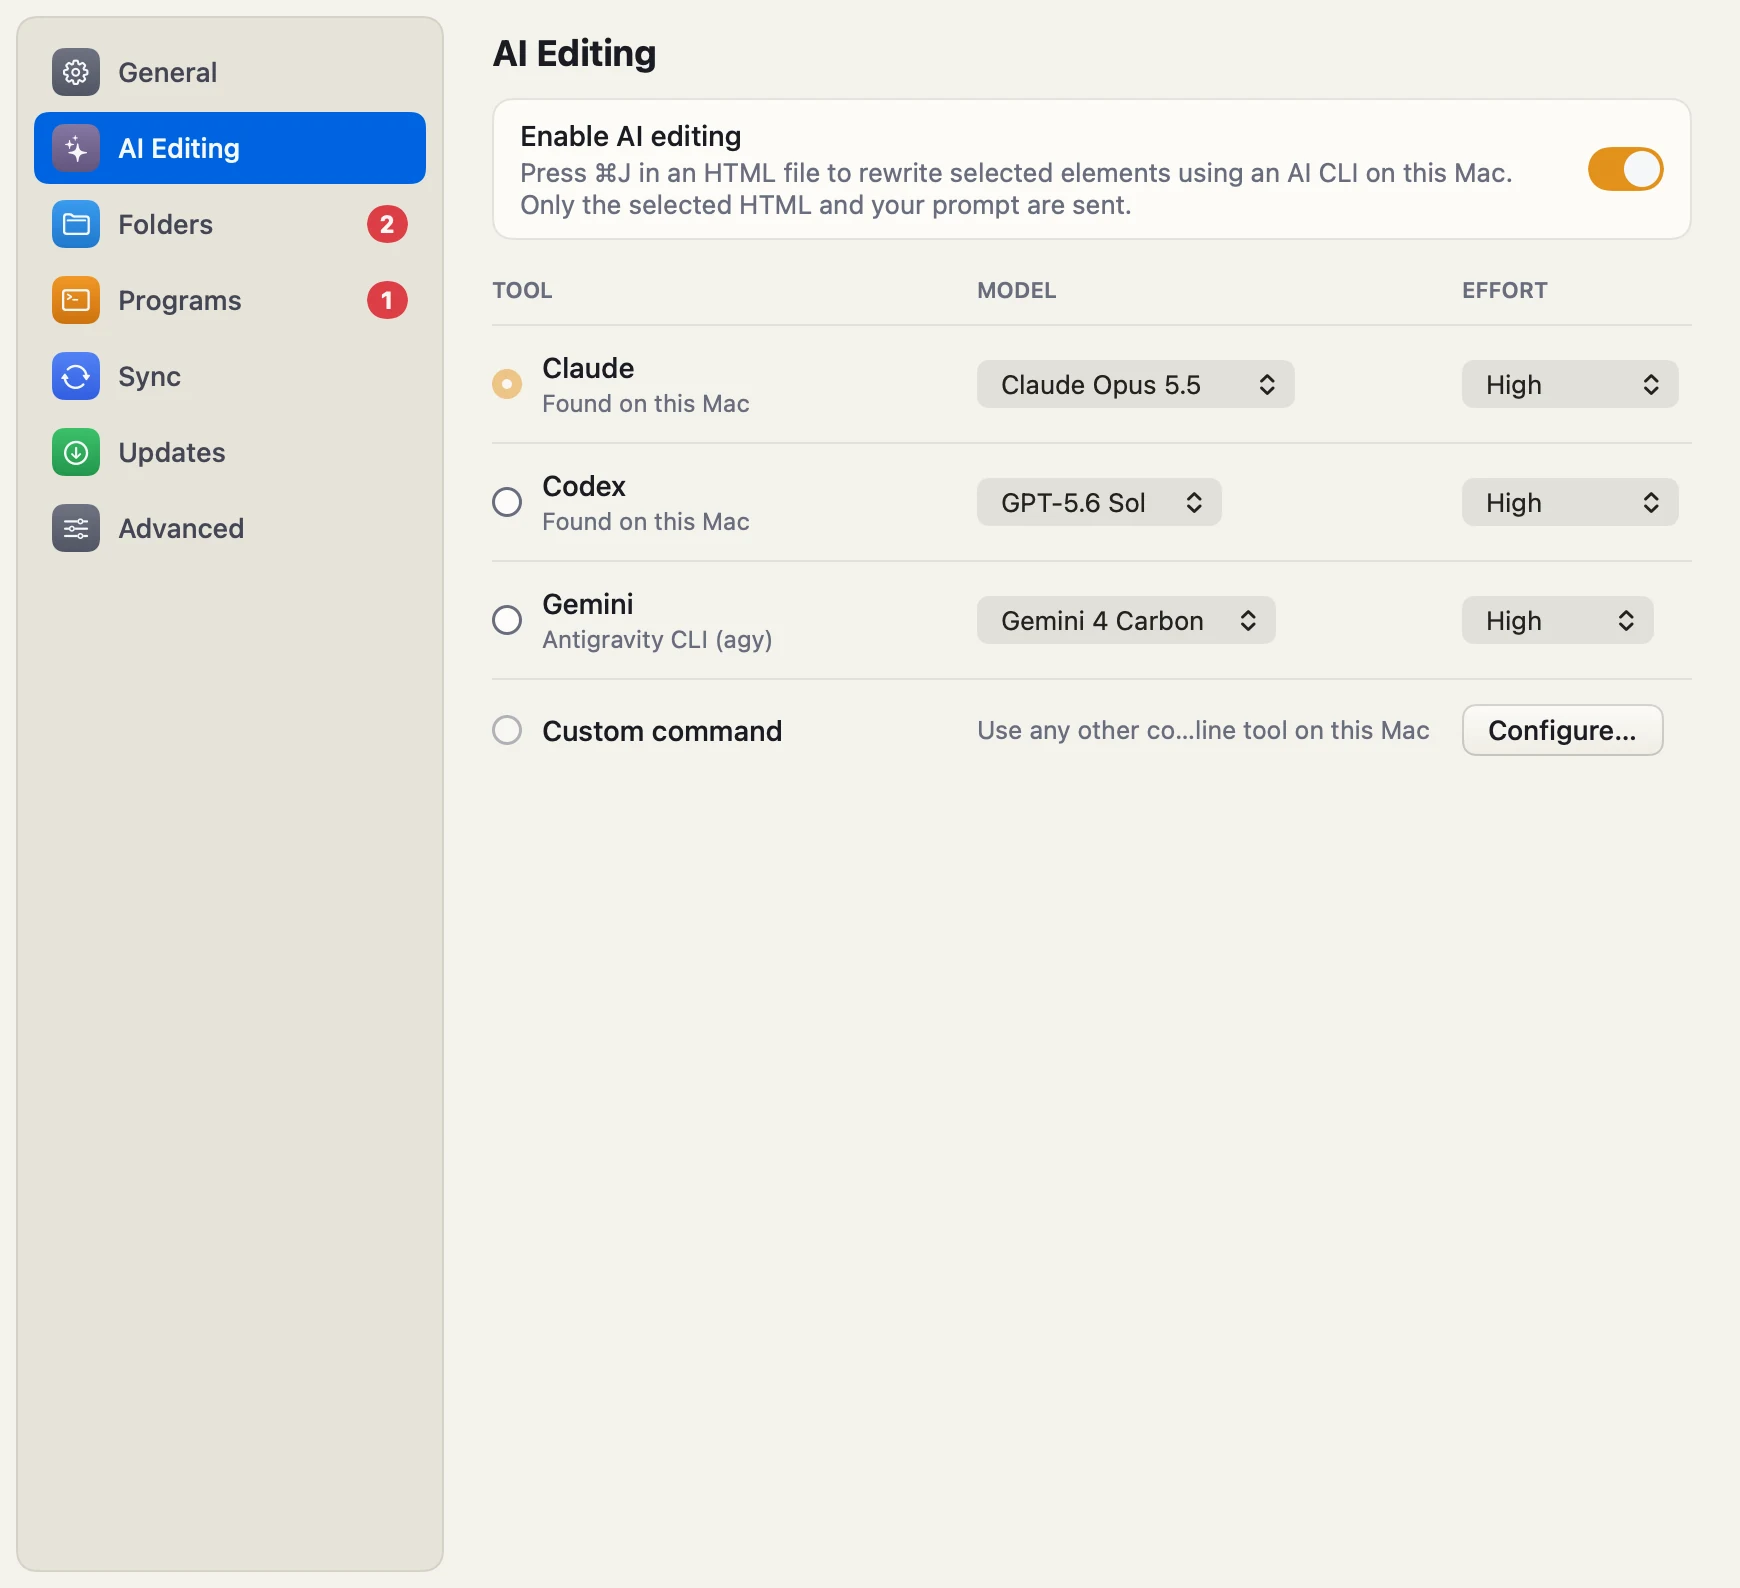 General
AI Editing
Folders
2
Programs
1
Sync
Updates
Advanced
AI Editing
Enable AI editing
Press ⌘J in an HTML file to rewrite selected elements using an AI CLI on this Mac.
Only the selected HTML and your prompt are sent.
TOOL MODEL EFFORT
Claude
Found on this Mac
Claude Opus 5.5
High
Codex
Found on this Mac
GPT-5.6 Sol
High
Gemini
Antigravity CLI (agy)
Gemini 4 Carbon
High
Custom command
Use any other co...line tool on this Mac
Configure...